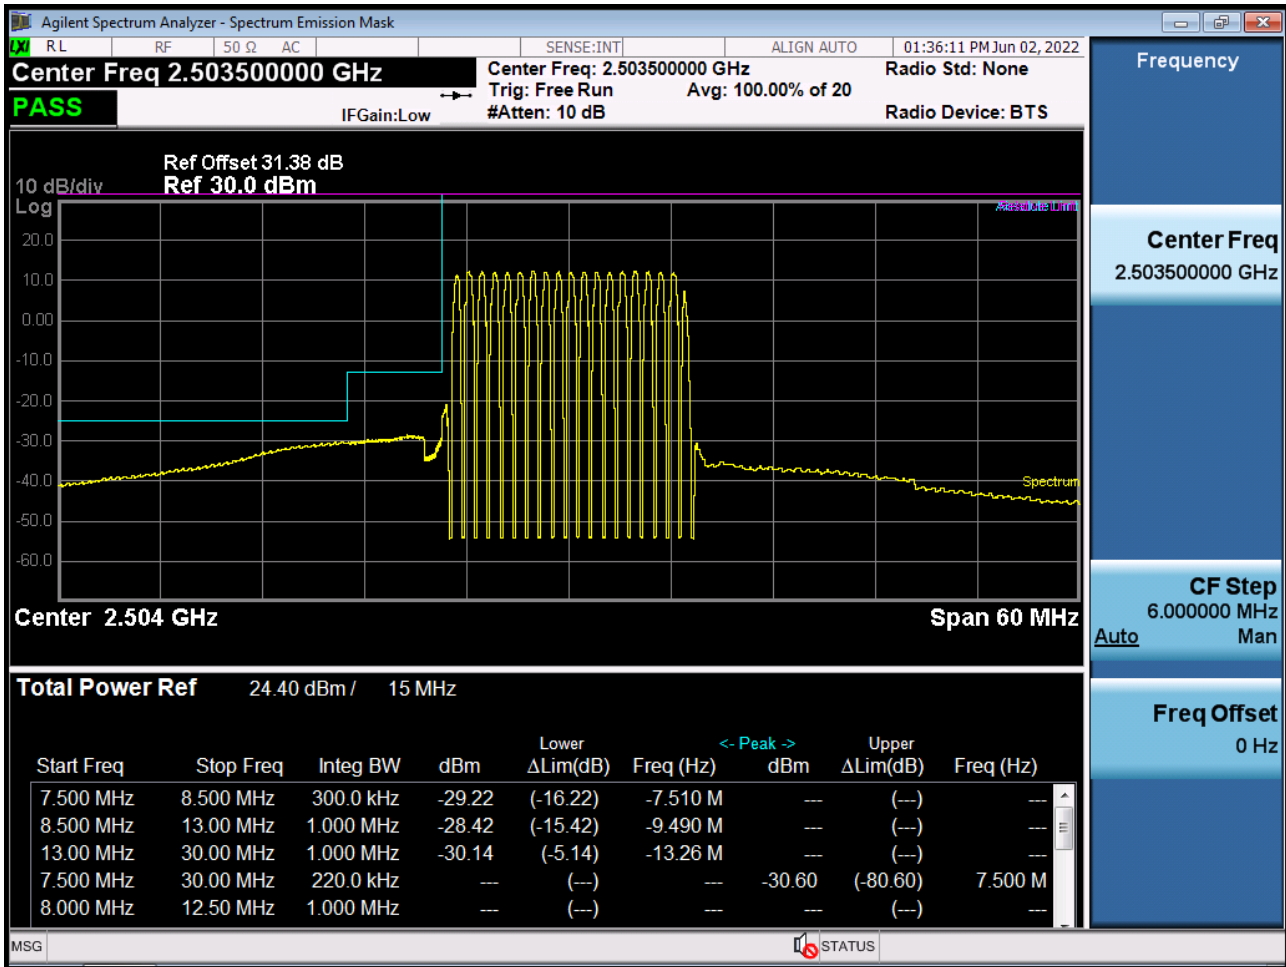 Agilent Spectrum Analyzer - Spectrum Emission Mask
LXI RL RF 50 Ω AC SENSE:INT ALIGN AUTO 01:36:11 PM Jun 02, 2022
Center Freq 2.503500000 GHz Center Freq: 2.503500000 GHz Radio Std: None
Trig: Free Run Avg: 100.00% of 20
PASS IFGain:Low #Atten: 10 dB Radio Device: BTS
Ref Offset 31.38 dB
10 dB/div Ref 30.0 dBm
Log
Absolute Limit
20.0
10.0
0.00
-10.0
-20.0
-30.0
-40.0
Spectrum
-50.0
-60.0
Center 2.504 GHz Span 60 MHz
Total Power Ref 24.40 dBm / 15 MHz
Lower <- Peak -> Upper
Start Freq Stop Freq Integ BW dBm ΔLim(dB) Freq (Hz) dBm ΔLim(dB) Freq (Hz)
7.500 MHz 8.500 MHz 300.0 kHz -29.22 (-16.22) -7.510 M --- (---) ---
8.500 MHz 13.00 MHz 1.000 MHz -28.42 (-15.42) -9.490 M --- (---) ---
13.00 MHz 30.00 MHz 1.000 MHz -30.14 (-5.14) -13.26 M --- (---) ---
7.500 MHz 30.00 MHz 220.0 kHz --- (---) --- -30.60 (-80.60) 7.500 M
8.000 MHz 12.50 MHz 1.000 MHz --- (---) --- --- (---) ---
MSG STATUS
Frequency
Center Freq
2.503500000 GHz
CF Step
6.000000 MHz
Auto Man
Freq Offset
0 Hz